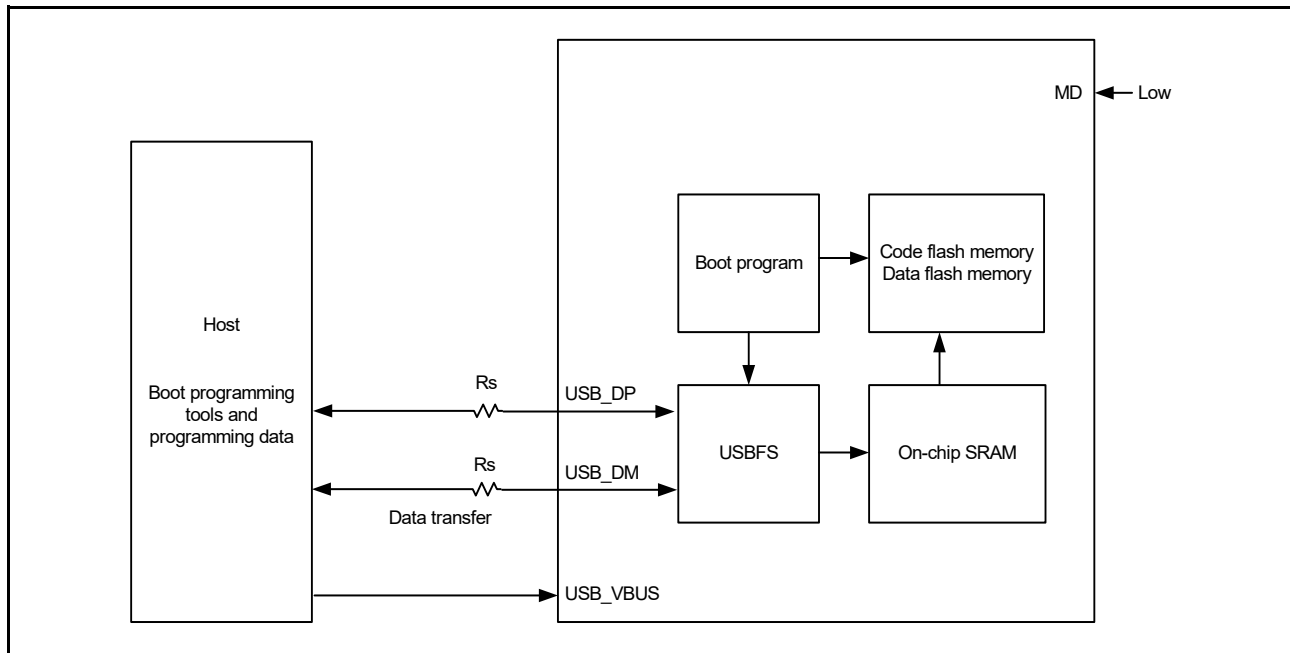 MD
Low
Boot program
Code flash memory
Data flash memory
Host
Boot programming
tools and
programming data
Rs
USB_DP
USBFS
On-chip SRAM
Rs
USB_DM
Data transfer
USB_VBUS